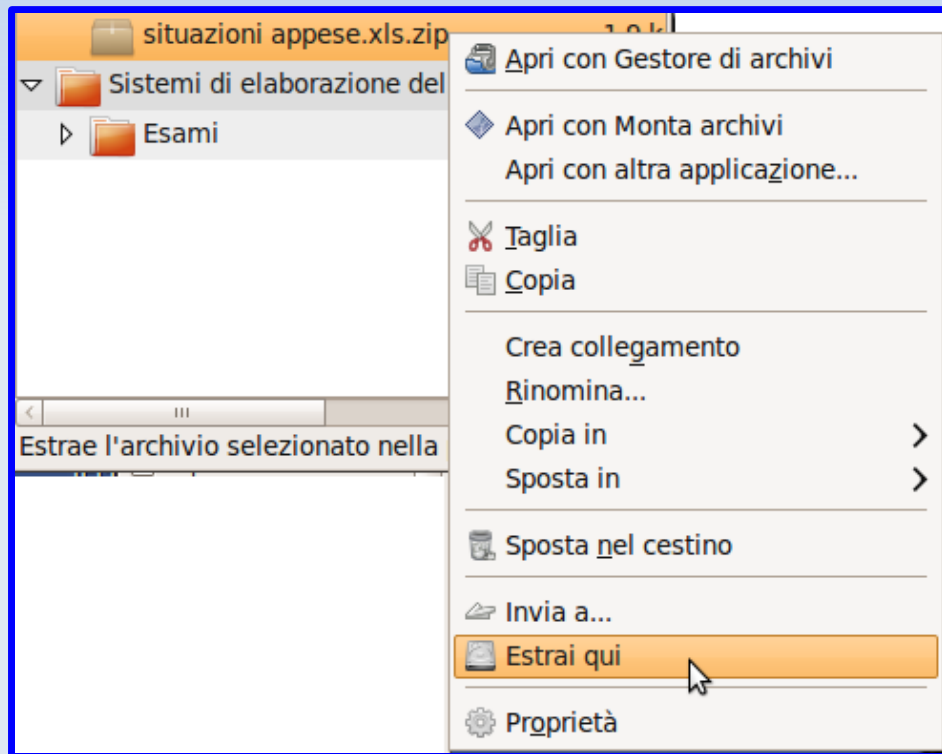 situazioni appese.xls.zip
Sistemi di elaborazione del
Esami
Estrae l'archivio selezionato nella
Apri con Gestore di archivi
Apri con Monta archivi
Apri con altra applicazione...
Taglia
Copia
Crea collegamento
Rinomina...
Copia in
Sposta in
Sposta nel cestino
Invia a...
Estrai qui
Proprietà